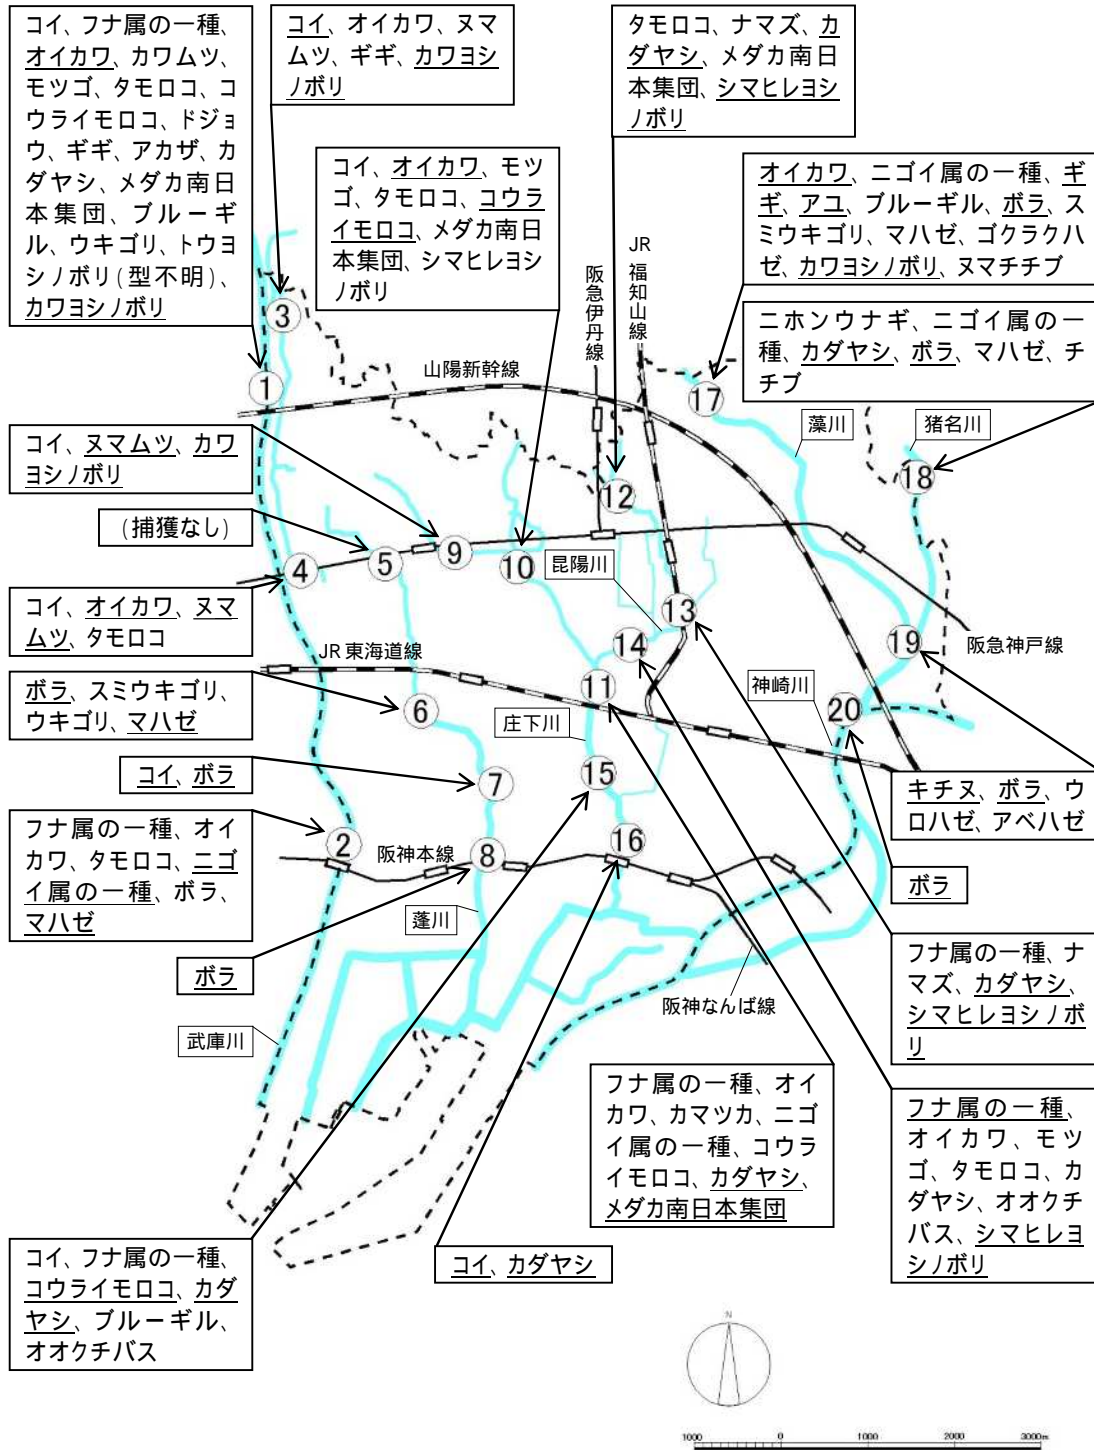 コイ、フナ属の一種、
オイカワ、カワムツ、
モツゴ、タモロコ、コ
ウライモロコ、ドジョ
ウ、ギギ、アカザ、カ
ダヤシ、メダカ南日
本集団、ブルーギ
ル、ウキゴリ、トウヨ
シノボリ(型不明)、
カワヨシノボリ
コイ、オイカワ、ヌマ
ムツ、ギギ、カワヨシ
ノボリ
タモロコ、ナマズ、カ
ダヤシ、メダカ南日
本集団、シマヒレヨシ
ノボリ
コイ、オイカワ、モツ
ゴ、タモロコ、コウラ
イモロコ、メダカ南日
本集団、シマヒレヨシ
ノボリ
オイカワ、ニゴイ属の一種、ギ
ギ、アユ、ブルーギル、ボラ、ス
ミウキゴリ、マハゼ、ゴクラクハ
ゼ、カワヨシノボリ、ヌマチチブ
ニホンウナギ、ニゴイ属の一
種、カダヤシ、ボラ、マハゼ、チ
チブ
JR福知山線
阪急伊丹線
山陽新幹線
3
1
17
藻川
猪名川
18
12
コイ、ヌマムツ、カワ
ヨシノボリ
(捕獲なし)
4
5
9
10
昆陽川
13
14
19
阪急神戸線
コイ、オイカワ、ヌマ
ムツ、タモロコ
JR東海道線
11
神崎川
20
ボラ、スミウキゴリ、
ウキゴリ、マハゼ
6
庄下川
15
コイ、ボラ
7
キチヌ、ボラ、ウ
ロハゼ、アベハゼ
フナ属の一種、オイ
カワ、タモロコ、ニゴ
イ属の一種、ボラ、
マハゼ
2
阪神本線
8
16
ボラ
蓬川
ボラ
フナ属の一種、ナ
マズ、カダヤシ、
シマヒレヨシノボ
リ
阪神なんば線
武庫川
フナ属の一種、オイ
カワ、カマツカ、ニゴ
イ属の一種、コウラ
イモロコ、カダヤシ、
メダカ南日本集団
フナ属の一種、
オイカワ、モツ
ゴ、タモロコ、カ
ダヤシ、オオクチ
バス、シマヒレヨ
シノボリ
コイ、フナ属の一種、
コウライモロコ、カダ
ヤシ、ブルーギル、
オオクチバス
コイ、カダヤシ
N
1000 0 1000 2000 3000m